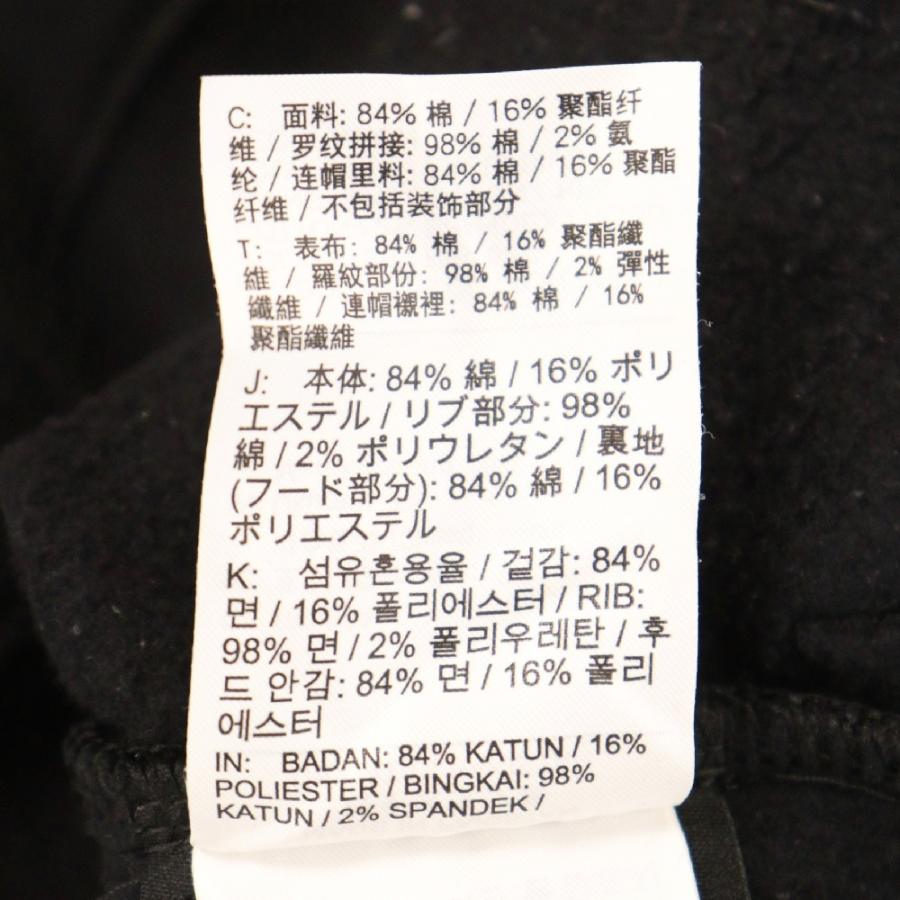 C: 面料: 84% 棉 / 16% 聚酯纤
维 / 罗纹拼接: 98% 棉 / 2% 氨
纶 / 连帽里料: 84% 棉 / 16% 聚酯
纤维 / 不包括装饰部分
T: 表布: 84% 棉 / 16% 聚酯纖
維 / 羅紋部份: 98% 棉 / 2% 彈性
纖維 / 連帽襯裡: 84% 棉 / 16%
聚酯纖維
J: 本体: 84% 綿 / 16% ポリ
エステル / リブ部分: 98%
綿 / 2% ポリウレタン / 裏地
(フード部分): 84% 綿 / 16%
ポリエステル
K: 섬유혼용율 / 겉감: 84%
면 / 16% 폴리에스터 / RIB:
98% 면 / 2% 폴리우레탄 / 후
드 안감: 84% 면 / 16% 폴리
에스터
IN: BADAN: 84% KATUN / 16%
POLIESTER / BINGKAI: 98%
KATUN / 2% SPANDEK /